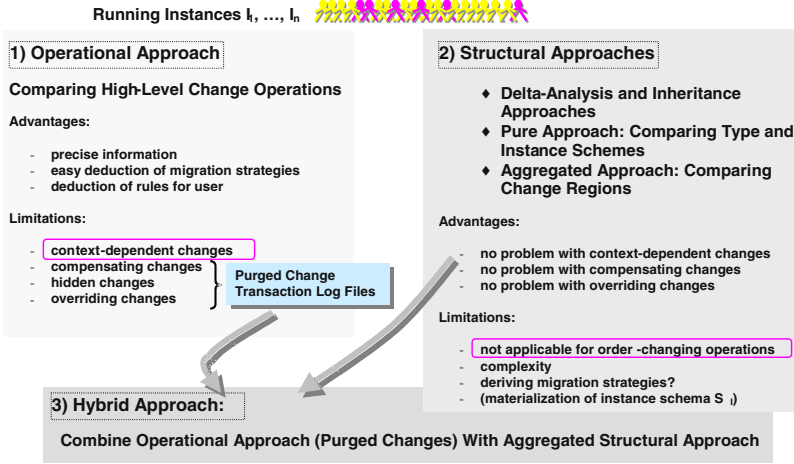 Running Instances I₁, …, Iₙ
1) Operational Approach
Comparing High-Level Change Operations
Advantages:
- precise information
- easy deduction of migration strategies
- deduction of rules for user
Limitations:
- context-dependent changes
- compensating changes
- hidden changes
- overriding changes
Purged Change
Transaction Log Files
2) Structural Approaches
♦ Delta-Analysis and Inheritance
Approaches
♦ Pure Approach: Comparing Type and
Instance Schemes
♦ Aggregated Approach: Comparing
Change Regions
Advantages:
- no problem with context-dependent changes
- no problem with compensating changes
- no problem with overriding changes
Limitations:
- not applicable for order -changing operations
- complexity
- deriving migration strategies?
- (materialization of instance schema S I)
3) Hybrid Approach:
Combine Operational Approach (Purged Changes) With Aggregated Structural Approach